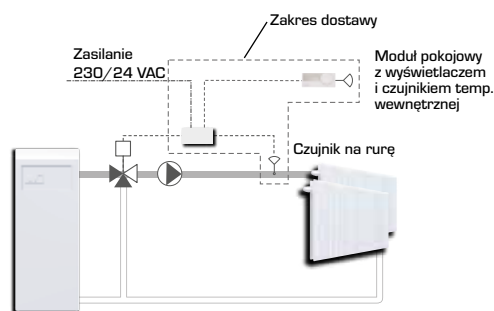 Zakres dostawy
Zasilanie
230/24 VAC
Moduł pokojowy
z wyświetlaczem
i czujnikiem temp.
wewnętrznej
Czujnik na rurę